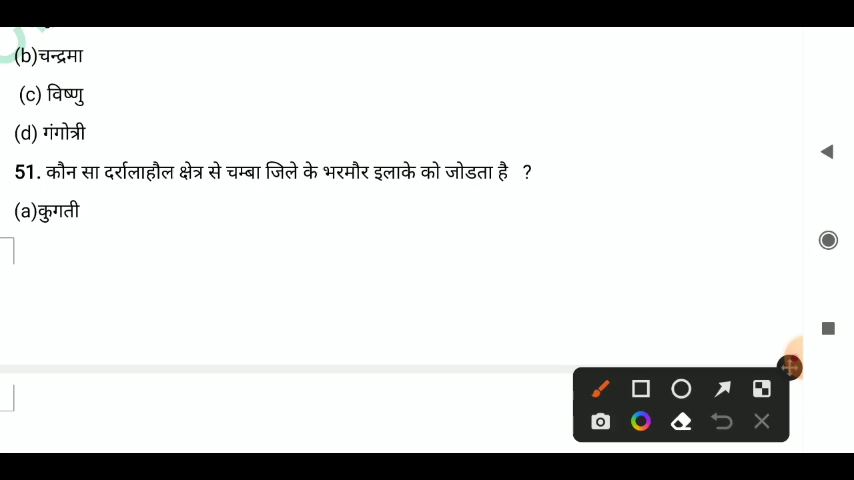 (b)चन्द्रमा
(c) विष्णु
(d) गंगोत्री
51. कौन सा दर्रालाहौल क्षेत्र से चम्बा जिले के भरमौर इलाके को जोडता है ?
(a)कुगती